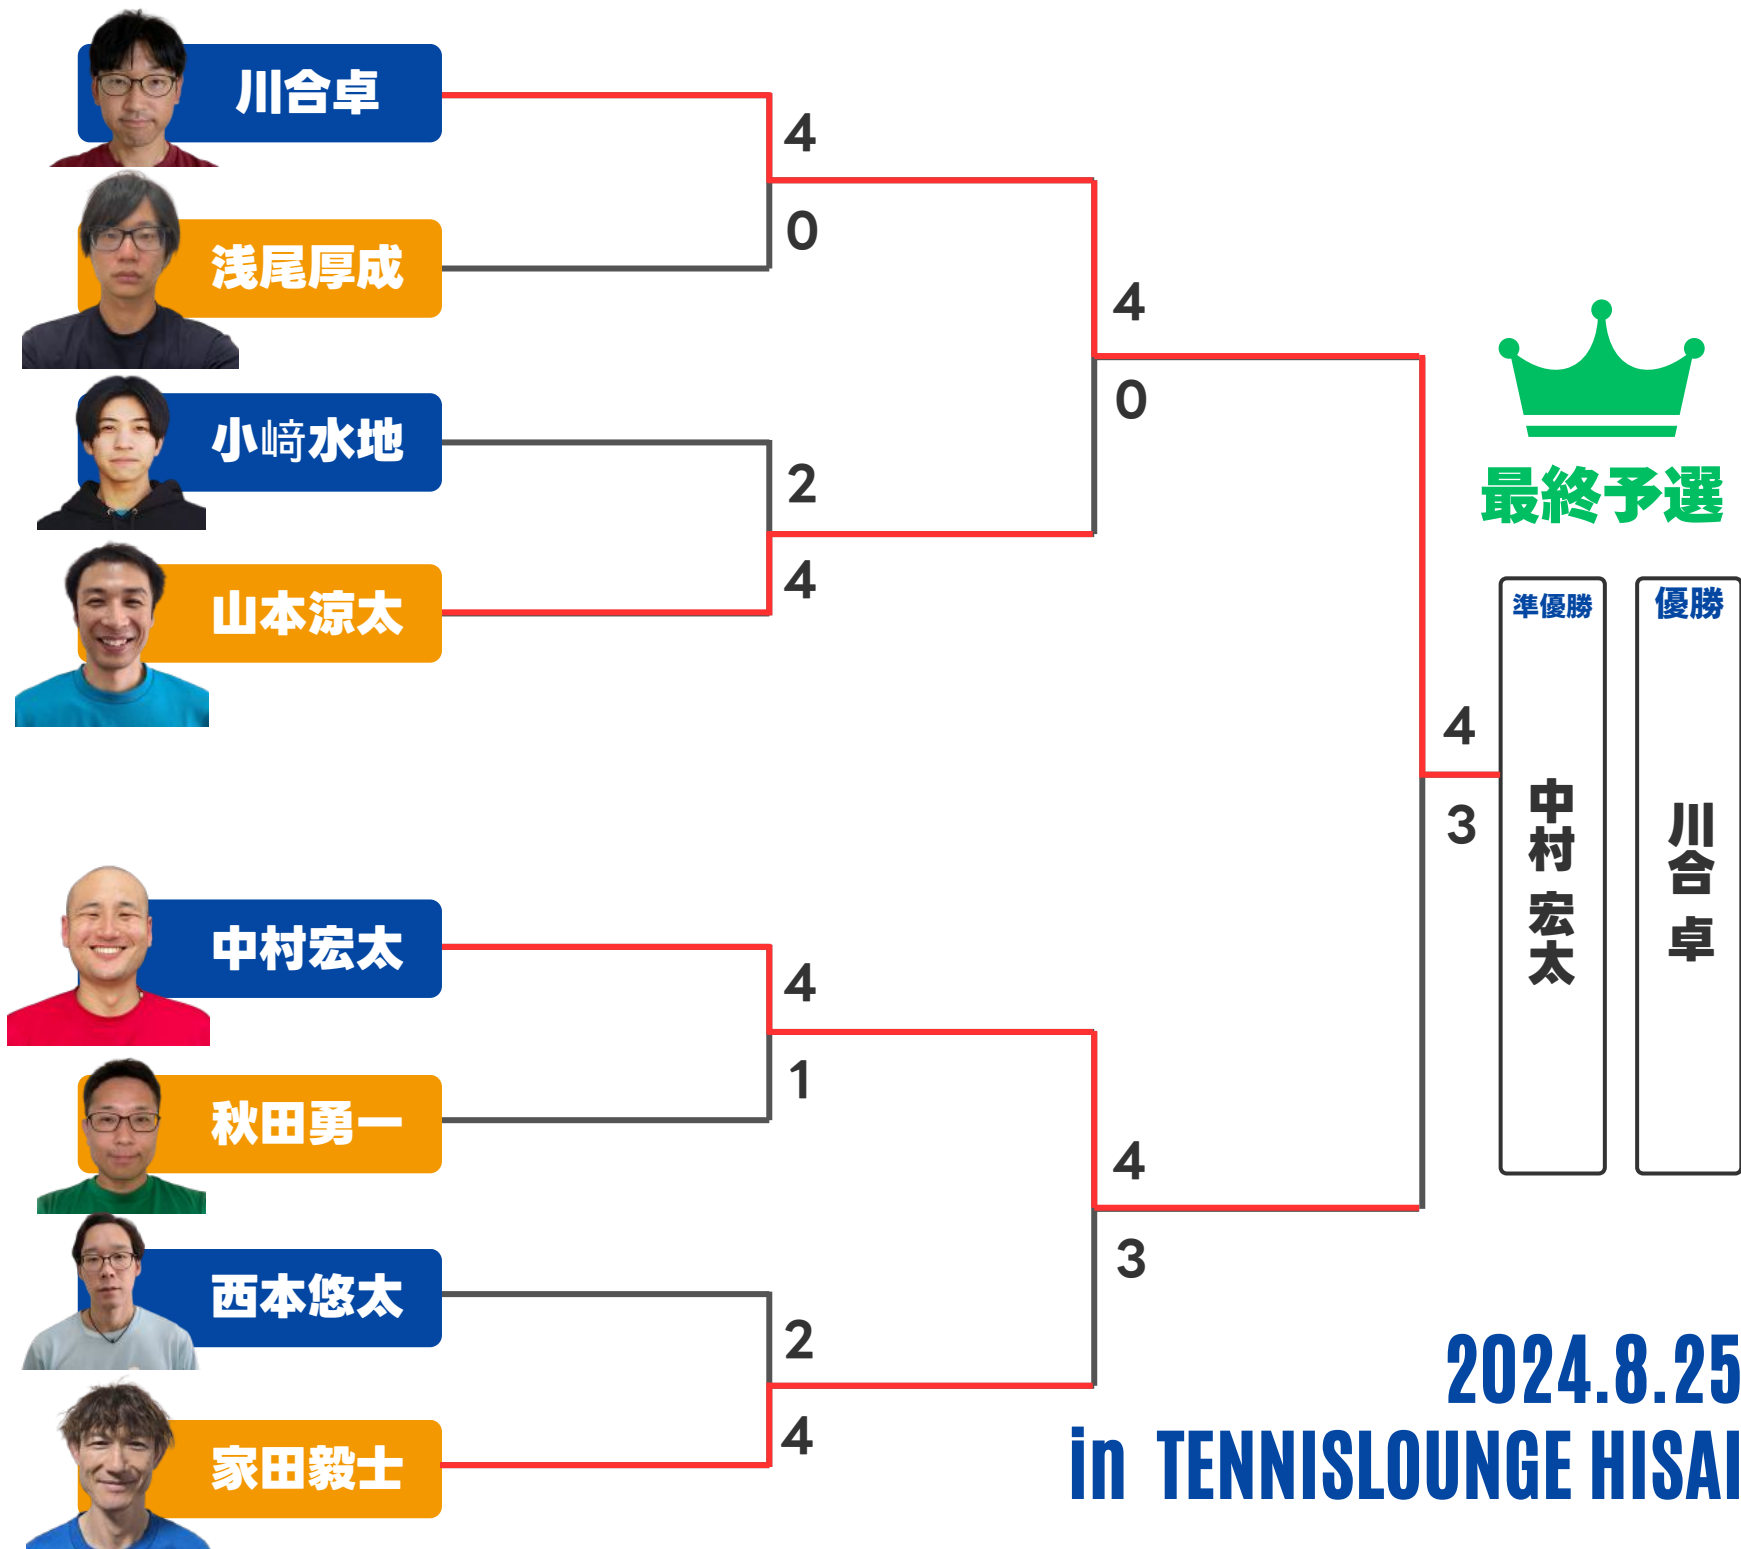 川合卓
4
0
浅尾厚成
4
0
小﨑水地
2
4
山本涼太
最終予選
準優勝
中村 宏太
優勝
川合 卓
4
3
中村宏太
4
1
秋田勇一
4
3
西本悠太
2
4
家田毅士
2024.8.25
in TENNISLOUNGE HISAI